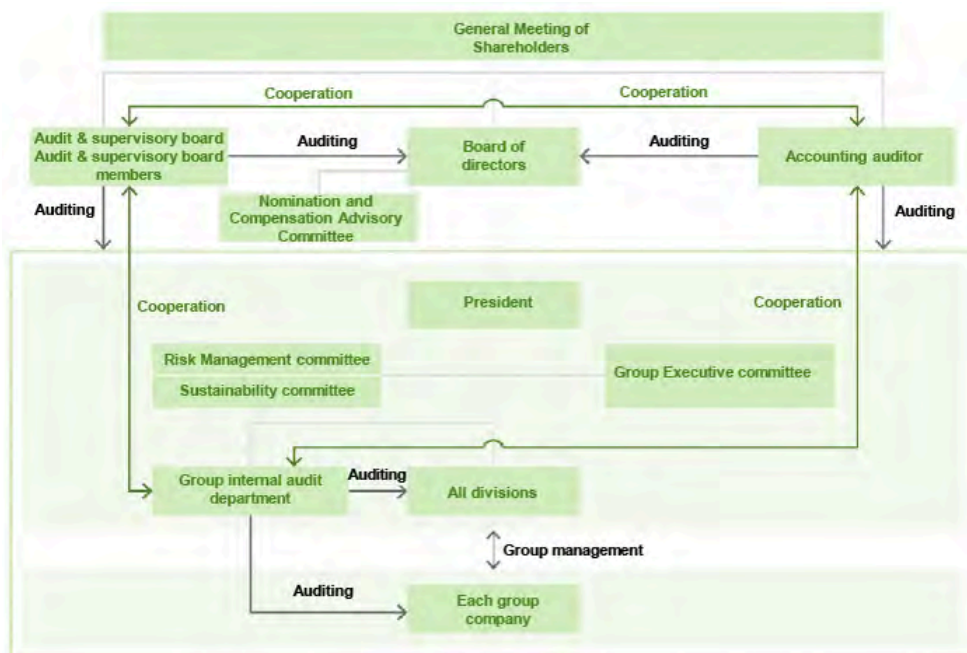 General Meeting of
Shareholders
Cooperation
Cooperation
Audit & supervisory board
Audit & supervisory board
members
Auditing
Board of
directors
Auditing
Accounting auditor
Auditing
Nomination and
Compensation Advisory
Committee
Auditing
Cooperation
President
Cooperation
Risk Management committee
Sustainability committee
Group Executive committee
Group internal audit
department
Auditing
All divisions
Group management
Auditing
Each group
company